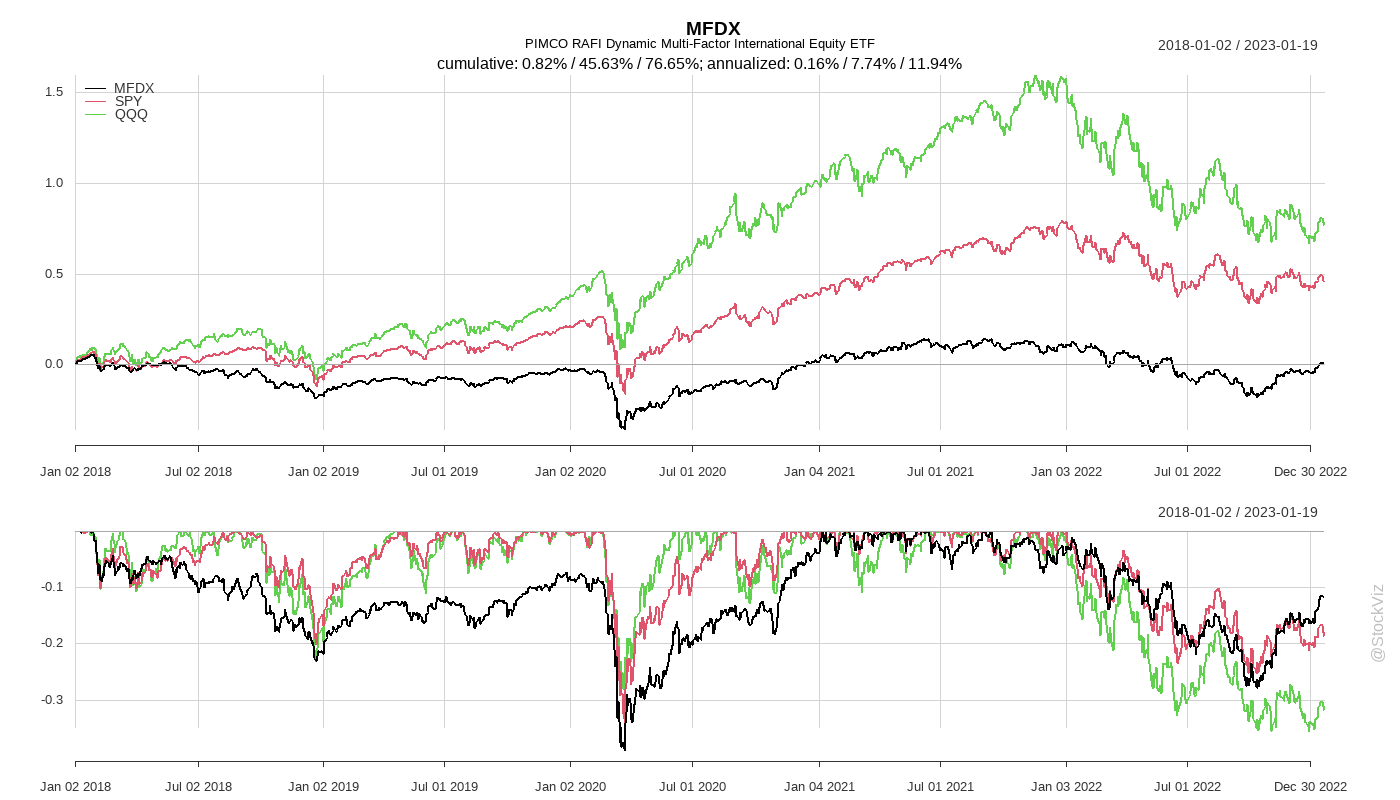 MFDX
PIMCO RAFI Dynamic Multi-Factor International Equity ETF
2018-01-02 / 2023-01-19
cumulative: 0.82% / 45.63% / 76.65%; annualized: 0.16% / 7.74% / 11.94%
MFDX
SPY
QQQ
1.5
1.0
0.5
0.0
Jan 02 2018 Jul 02 2018 Jan 02 2019 Jul 01 2019 Jan 02 2020 Jul 01 2020 Jan 04 2021 Jul 01 2021 Jan 03 2022 Jul 01 2022 Dec 30 2022
2018-01-02 / 2023-01-19
-0.1
-0.2
-0.3
Jan 02 2018 Jul 02 2018 Jan 02 2019 Jul 01 2019 Jan 02 2020 Jul 01 2020 Jan 04 2021 Jul 01 2021 Jan 03 2022 Jul 01 2022 Dec 30 2022
@StockViz